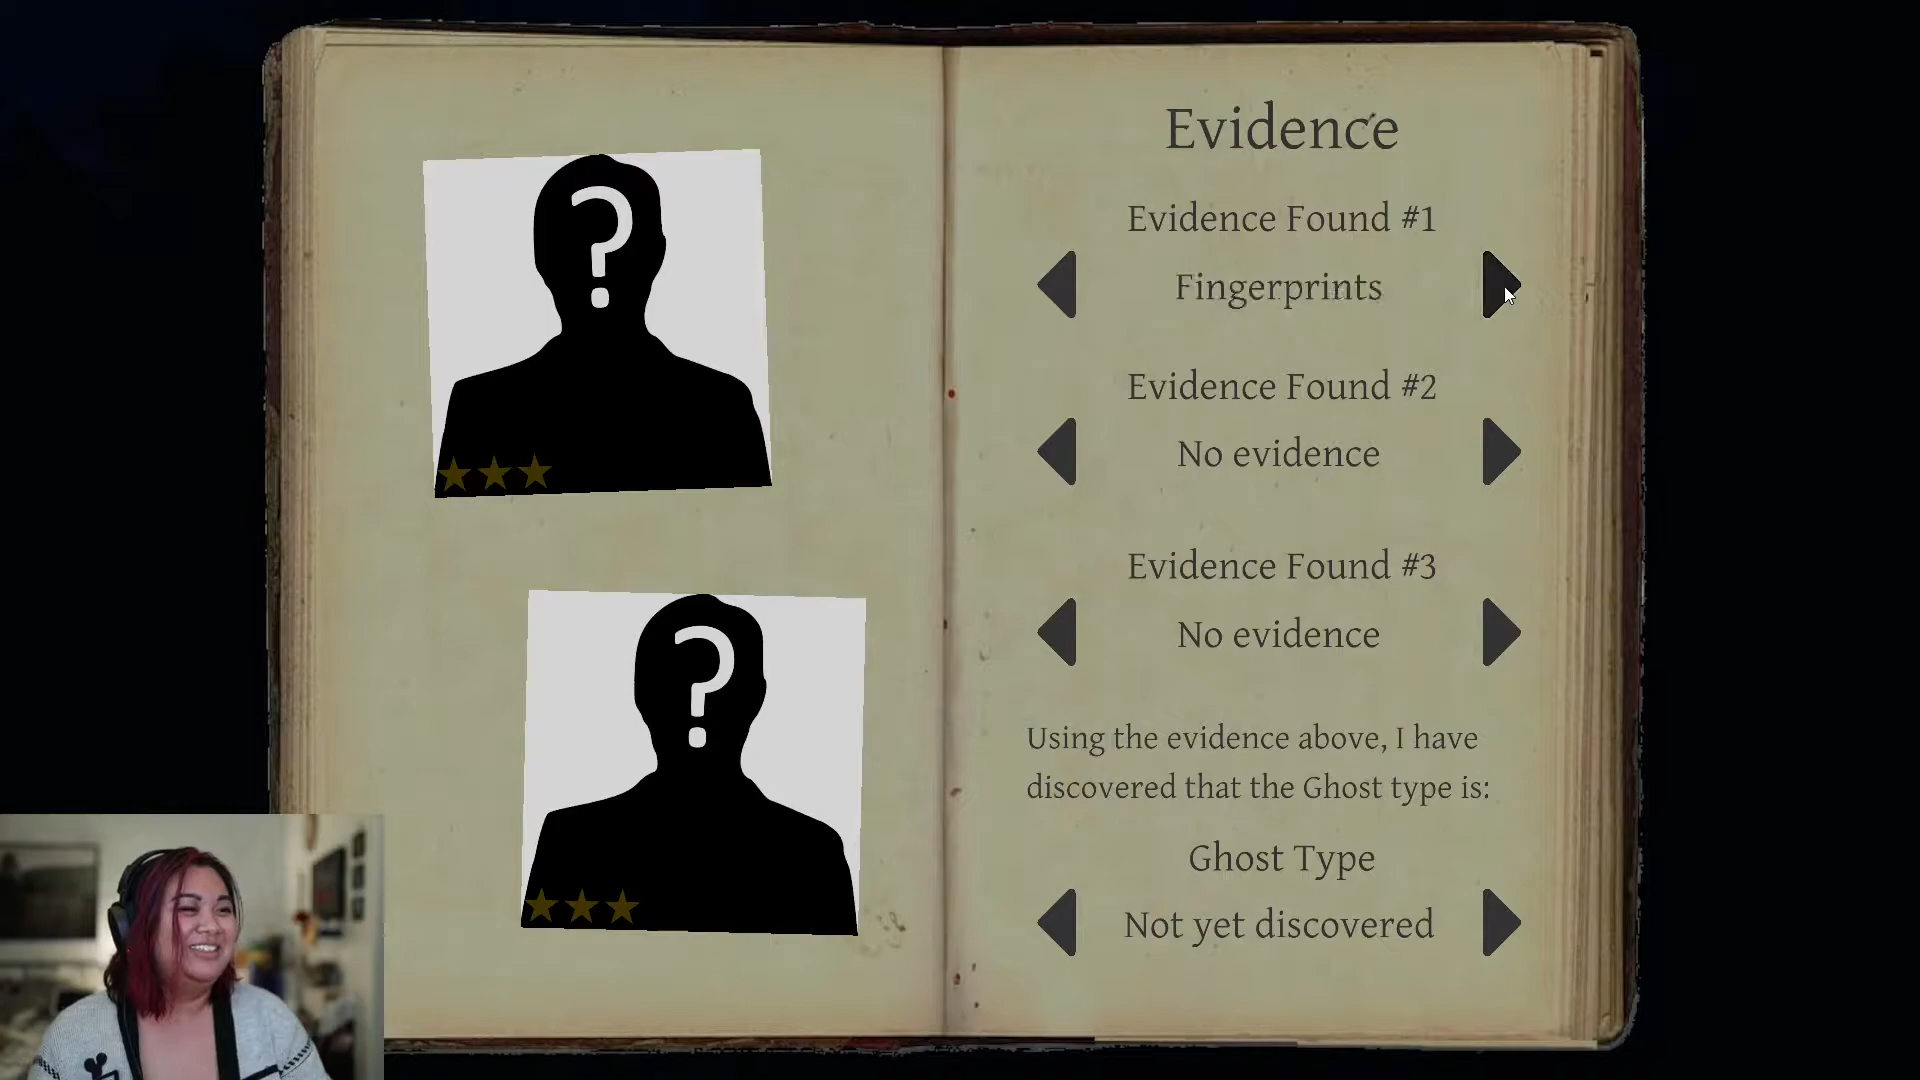 ?
?
Evidence
Evidence Found #1
Fingerprints
Evidence Found #2
No evidence
Evidence Found #3
No evidence
Using the evidence above, I have
discovered that the Ghost type is:
Ghost Type
Not yet discovered